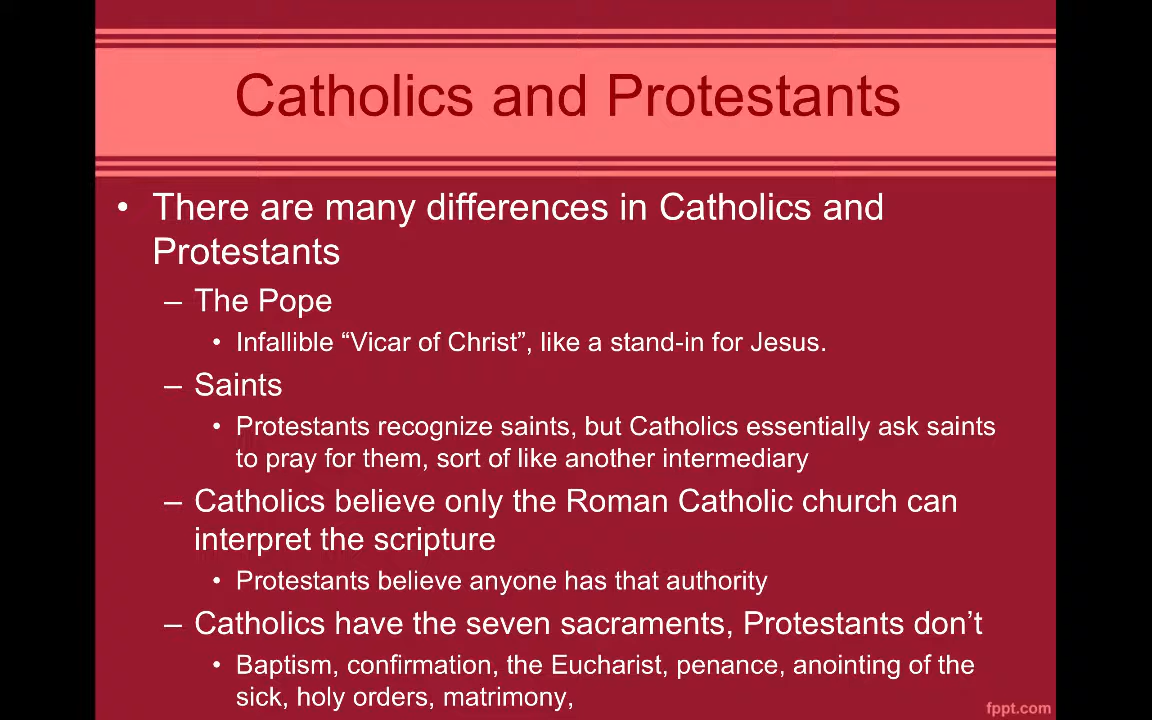 Catholics and Protestants
• There are many differences in Catholics and
Protestants
– The Pope
• Infallible “Vicar of Christ”, like a stand-in for Jesus.
– Saints
• Protestants recognize saints, but Catholics essentially ask saints
to pray for them, sort of like another intermediary
– Catholics believe only the Roman Catholic church can
interpret the scripture
• Protestants believe anyone has that authority
– Catholics have the seven sacraments, Protestants don’t
• Baptism, confirmation, the Eucharist, penance, anointing of the
sick, holy orders, matrimony,
fppt.com